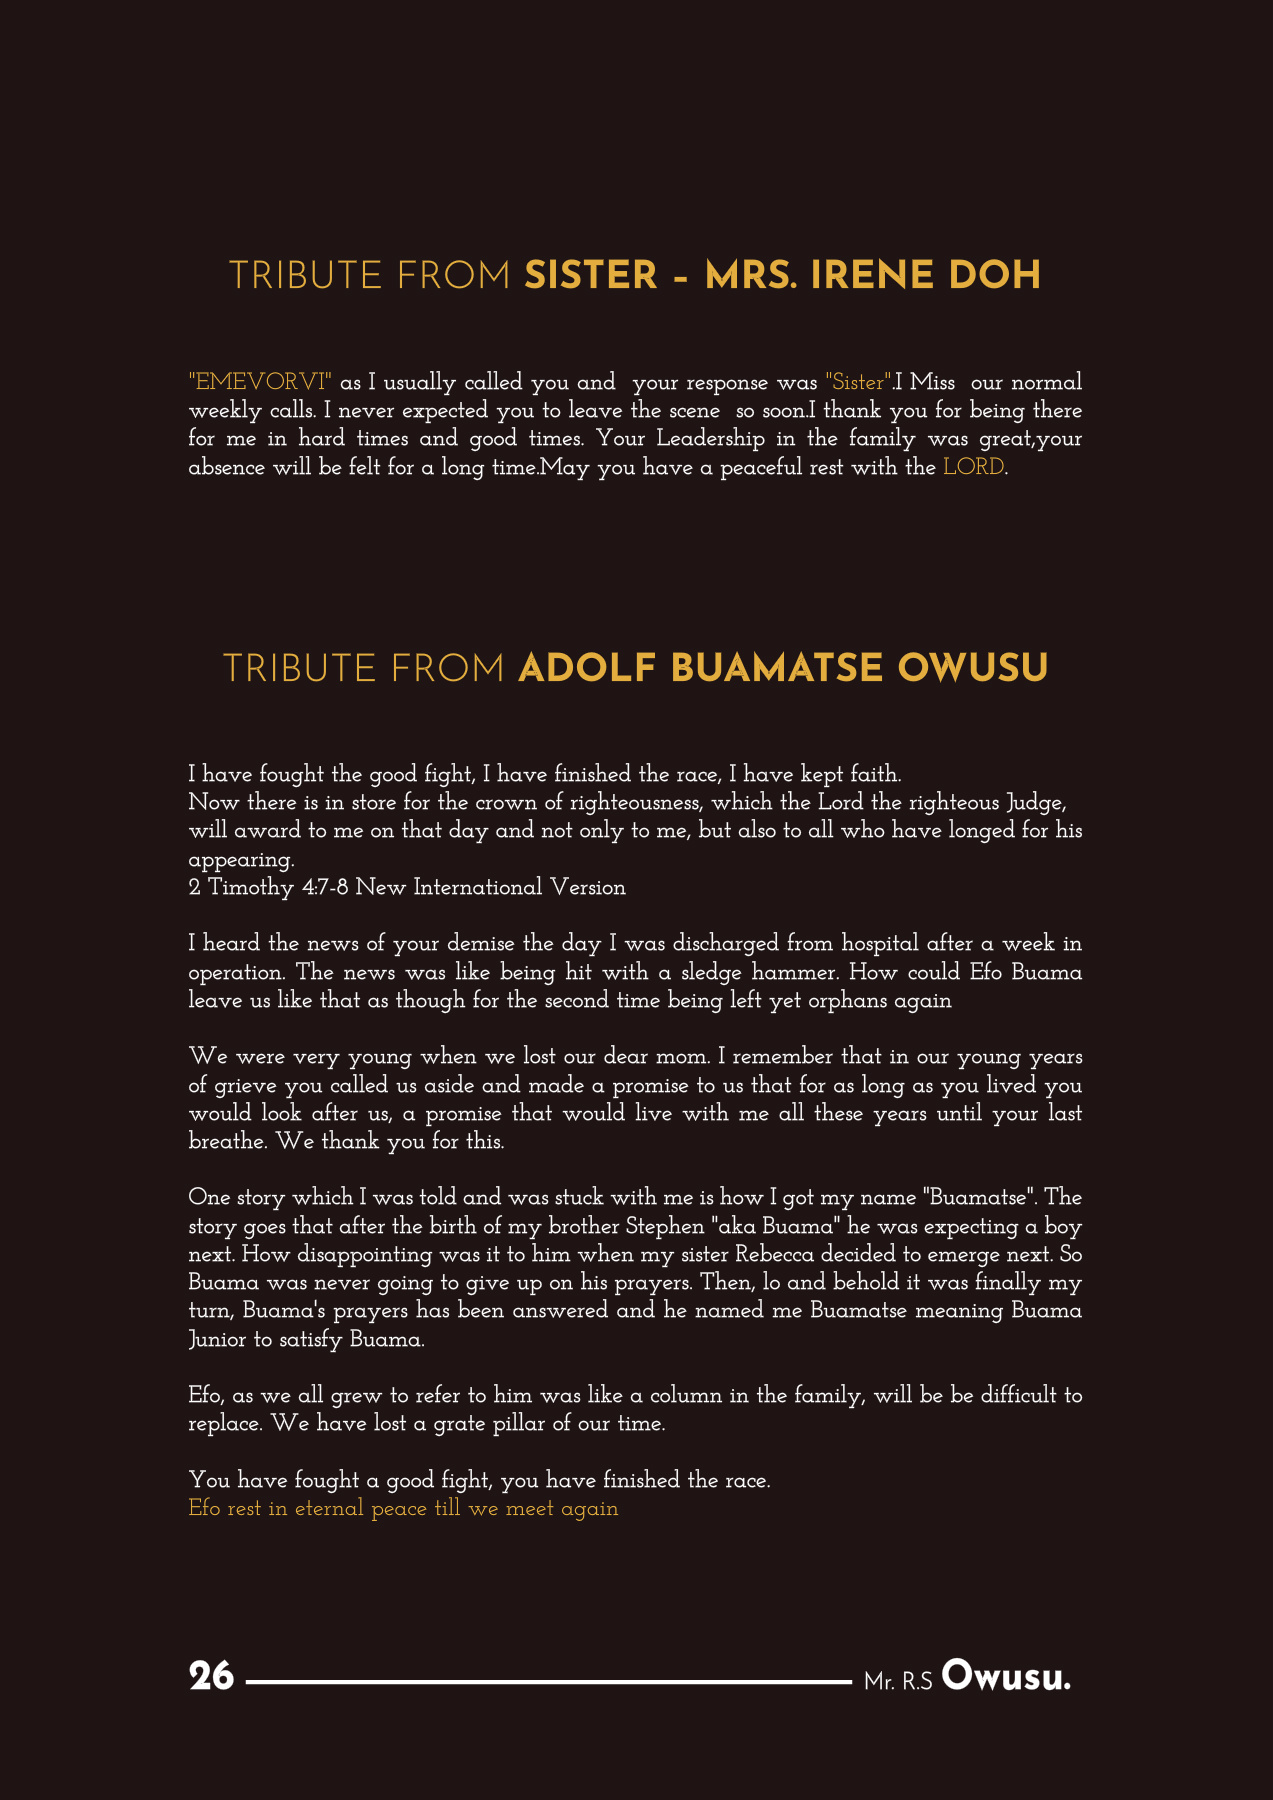 TRIBUTE FROM SISTER – MRS. IRENE DOH
"EMEVORVI" as I usually called you and your response was "Sister".I Miss our normal
weekly calls. I never expected you to leave the scene so soon.I thank you for being there
for me in hard times and good times. Your Leadership in the family was great,your
absence will be felt for a long time.May you have a peaceful rest with the LORD.
TRIBUTE FROM ADOLF BUAMATSE OWUSU
I have fought the good fight, I have finished the race, I have kept faith.
Now there is in store for the crown of righteousness, which the Lord the righteous Judge,
will award to me on that day and not only to me, but also to all who have longed for his
appearing.
2 Timothy 4:7-8 New International Version
I heard the news of your demise the day I was discharged from hospital after a week in
operation. The news was like being hit with a sledge hammer. How could Efo Buama
leave us like that as though for the second time being left yet orphans again
We were very young when we lost our dear mom. I remember that in our young years
of grieve you called us aside and made a promise to us that for as long as you lived you
would look after us, a promise that would live with me all these years until your last
breathe. We thank you for this.
One story which I was told and was stuck with me is how I got my name "Buamatse". The
story goes that after the birth of my brother Stephen "aka Buama" he was expecting a boy
next. How disappointing was it to him when my sister Rebecca decided to emerge next. So
Buama was never going to give up on his prayers. Then, lo and behold it was finally my
turn, Buama's prayers has been answered and he named me Buamatse meaning Buama
Junior to satisfy Buama.
Efo, as we all grew to refer to him was like a column in the family, will be be difficult to
replace. We have lost a grate pillar of our time.
You have fought a good fight, you have finished the race.
Efo rest in eternal peace till we meet again
26 Mr. R.S Owusu.